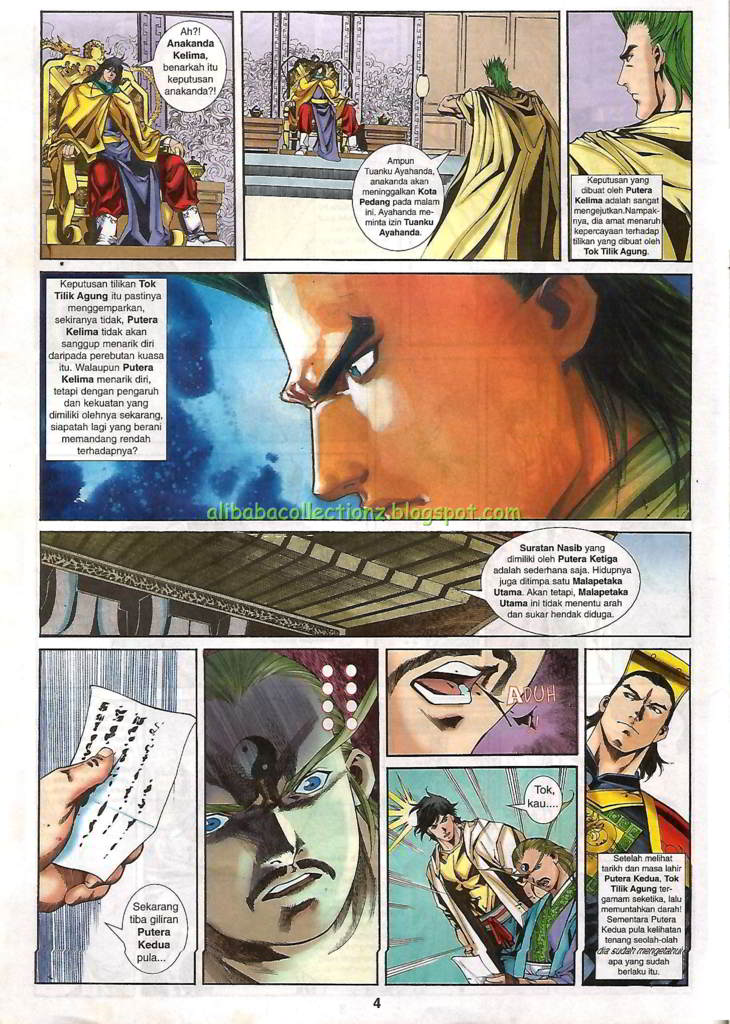 Ah?!
Anakanda
Kelima,
benarkah itu
keputusan
anakanda?!
Ampun
Tuanku Ayahanda,
anakanda akan
meninggalkan Kota
Pedang pada malam
ini. Ayahanda me-
minta izin Tuanku
Ayahanda.
Keputusan yang
dibuat oleh Putera
Kelima adalah sangat
mengejutkan.Nampak-
nya, dia amat menaruh
kepercayaan terhadap
tilikan yang dibuat oleh
Tok Tilik Agung.
Keputusan tilikan Tok
Tilik Agung itu pastinya
menggemparkan,
sekiranya tidak, Putera
Kelima tidak akan
sanggup menarik diri
daripada perebutan kuasa
itu. Walaupun Putera
Kelima menarik diri,
tetapi dengan pengaruh
dan kekuatan yang
dimiliki olehnya sekarang,
siapatah lagi yang berani
memandang rendah
terhadapnya?
alibabacollectionz.blogspot.com
Suratan Nasib yang
dimiliki oleh Putera Ketiga
adalah sederhana saja. Hidupnya
juga ditimpa satu Malapetaka
Utama. Akan tetapi, Malapetaka
Utama ini tidak menentu arah
dan sukar hendak diduga.
Sekarang
tiba giliran
Putera
Kedua
pula...
ADUH
!
Tok,
kau....
Setelah melihat
tarikh dan masa lahir
Putera Kedua, Tok
Tilik Agung ter-
gamam seketika, lalu
memuntahkan darah!
Sementara Putera
Kedua pula kelihatan
tenang seolah-olah
dia sudah mengetahui
apa yang sudah
berlaku itu.
4